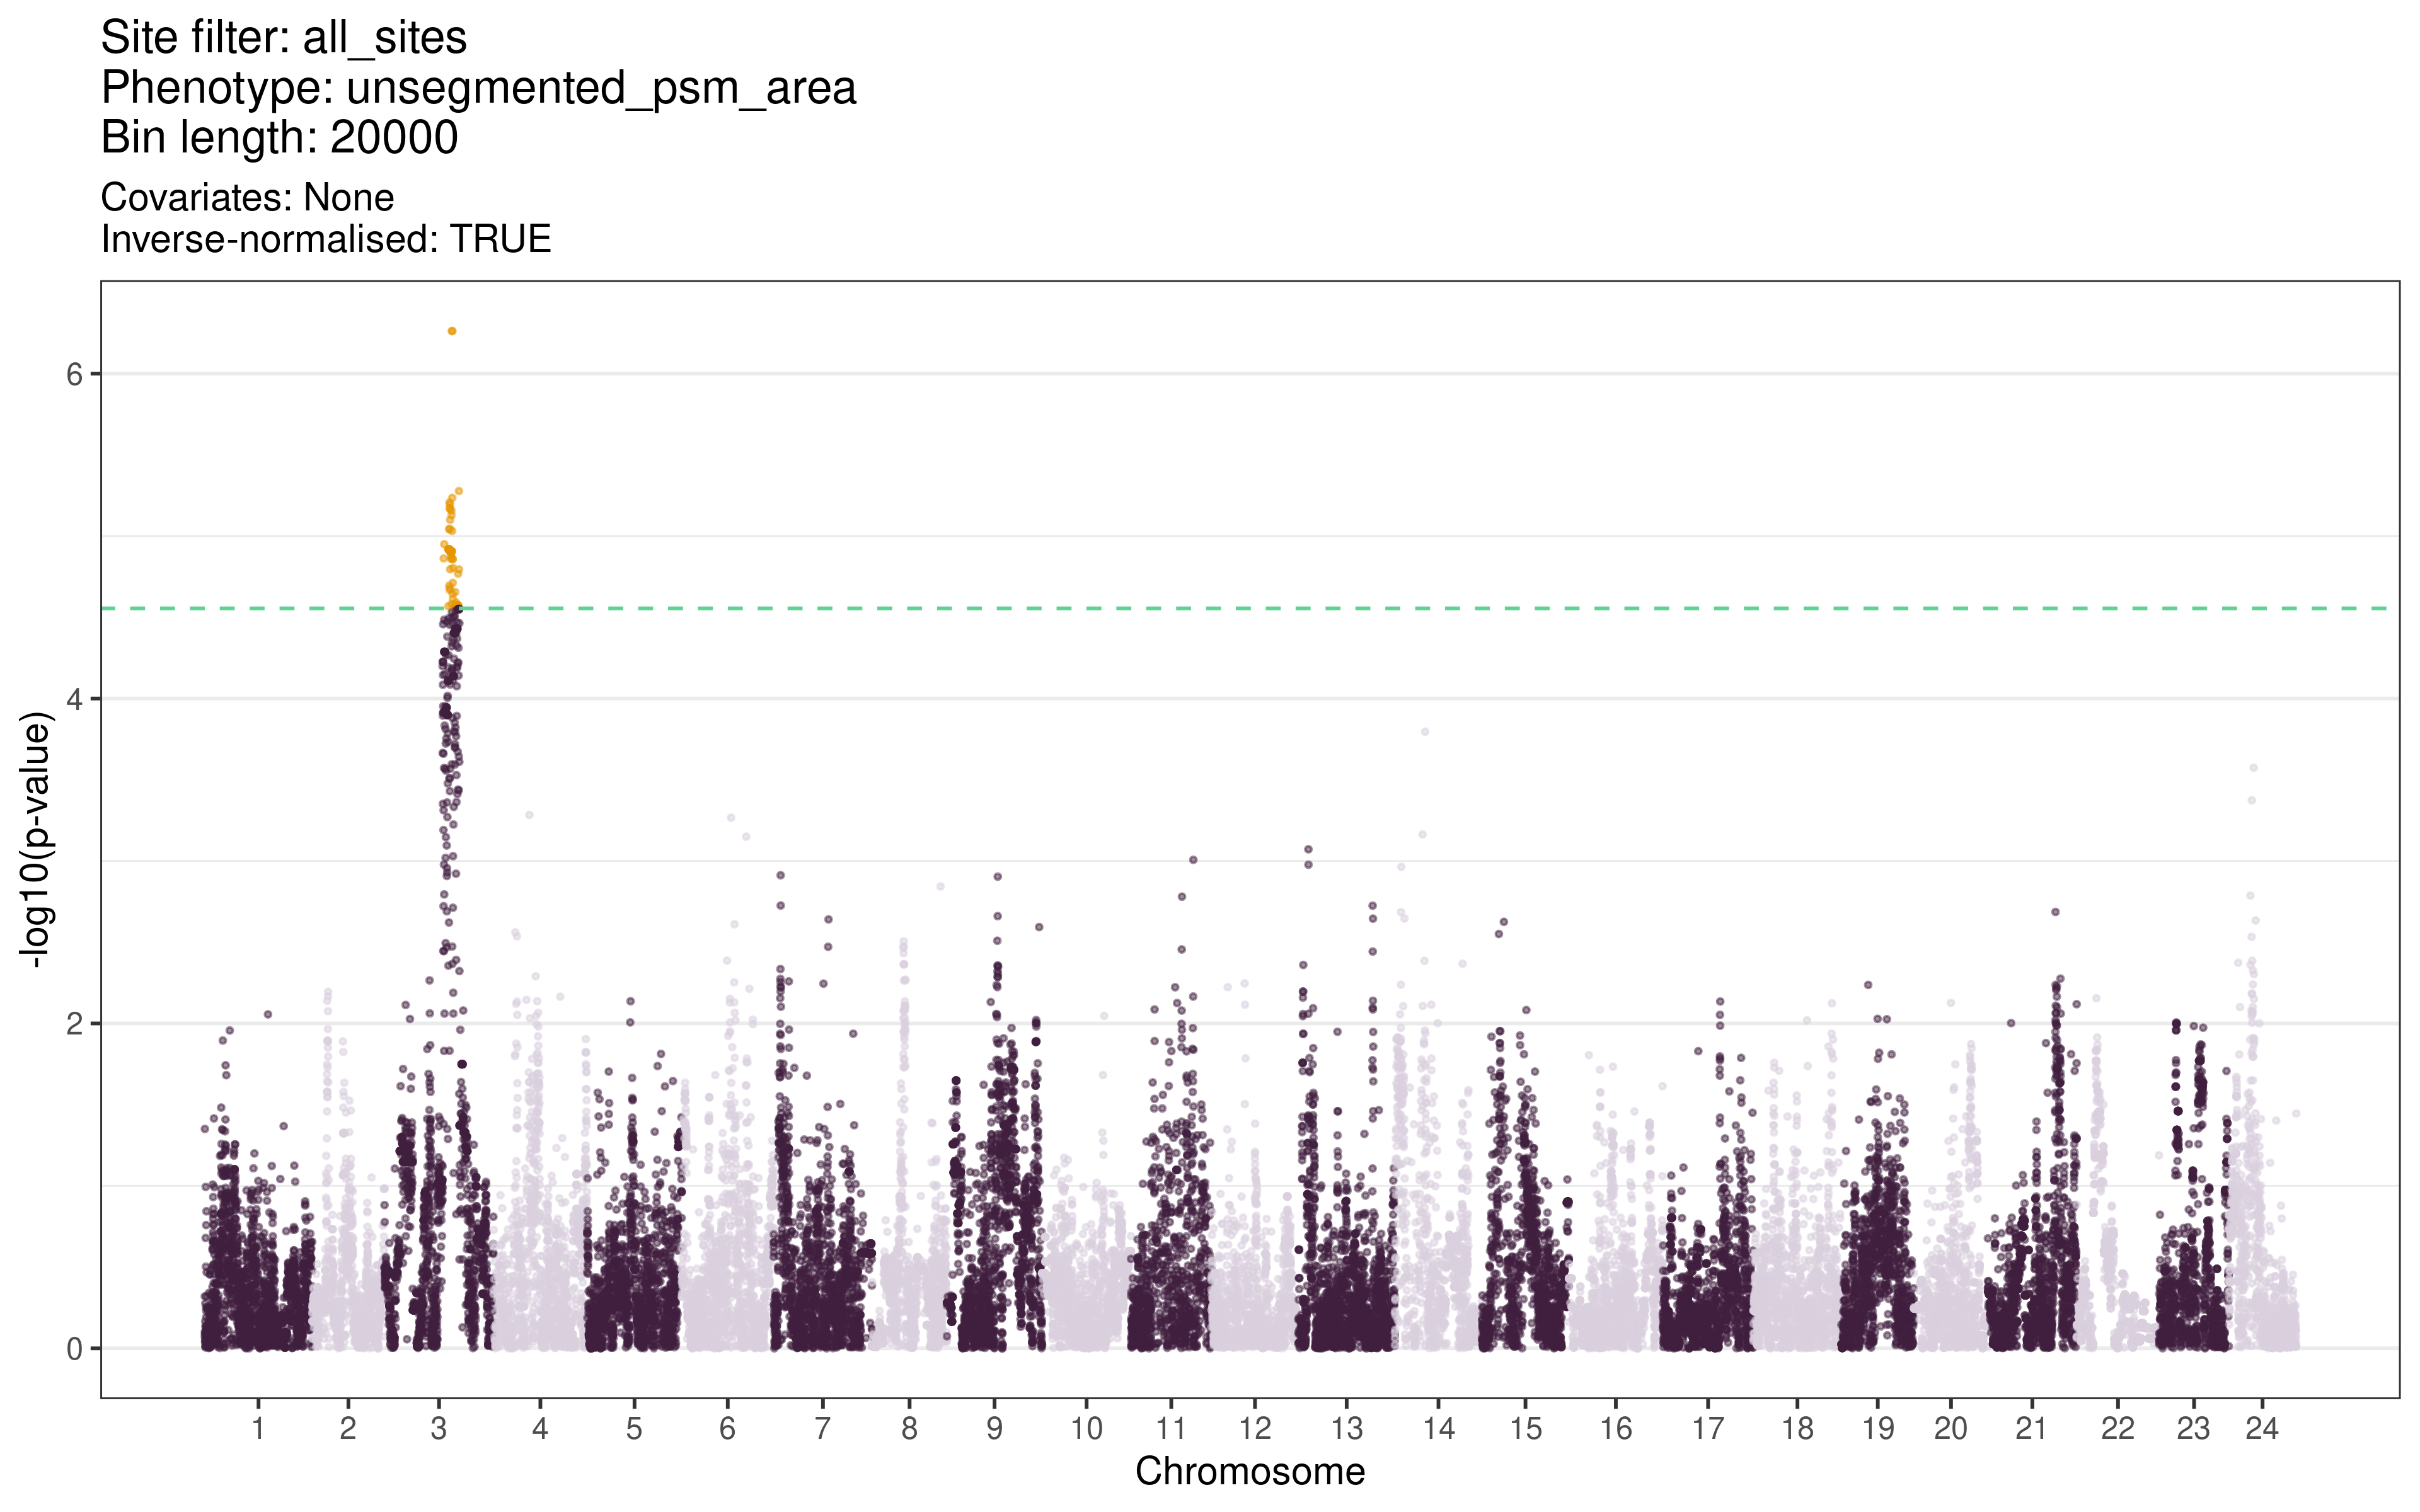 Site filter: all_sites
Phenotype: unsegmented_psm_area
Bin length: 20000
Covariates: None
Inverse-normalised: TRUE
6
4
2
0
-log10(p-value)
1 2 3 4 5 6 7 8 9 10 11 12 13 14 15 16 17 18 19 20 21 22 23 24
Chromosome